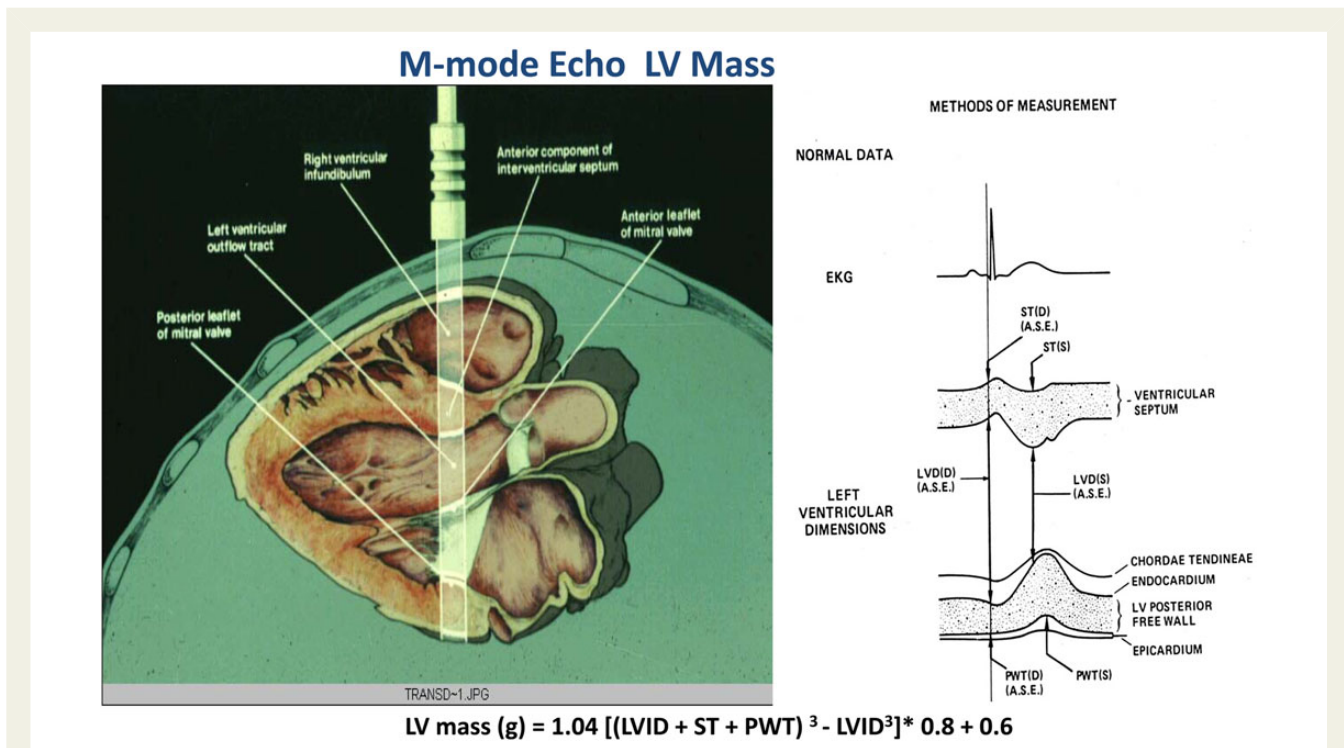 M-mode Echo LV Mass
Right ventricular
infundibulum
Anterior component of
interventricular septum
Left ventricular
outflow tract
Anterior leaflet
of mitral valve
Posterior leaflet
of mitral valve
TRANSD~1.JPG
METHODS OF MEASUREMENT
NORMAL DATA
EKG
ST(D)
(A.S.E.)
ST(S)
VENTRICULAR
SEPTUM
LVD(D)
(A.S.E.)
LVD(S)
(A.S.E.)
LEFT
VENTRICULAR
DIMENSIONS
CHORDAE TENDINEAE
ENDOCARDIUM
LV POSTERIOR
FREE WALL
EPICARDIUM
PWT(D)
(A.S.E.)
PWT(S)
LV mass (g) = 1.04 [(LVID + ST + PWT) ³ - LVID³]* 0.8 + 0.6